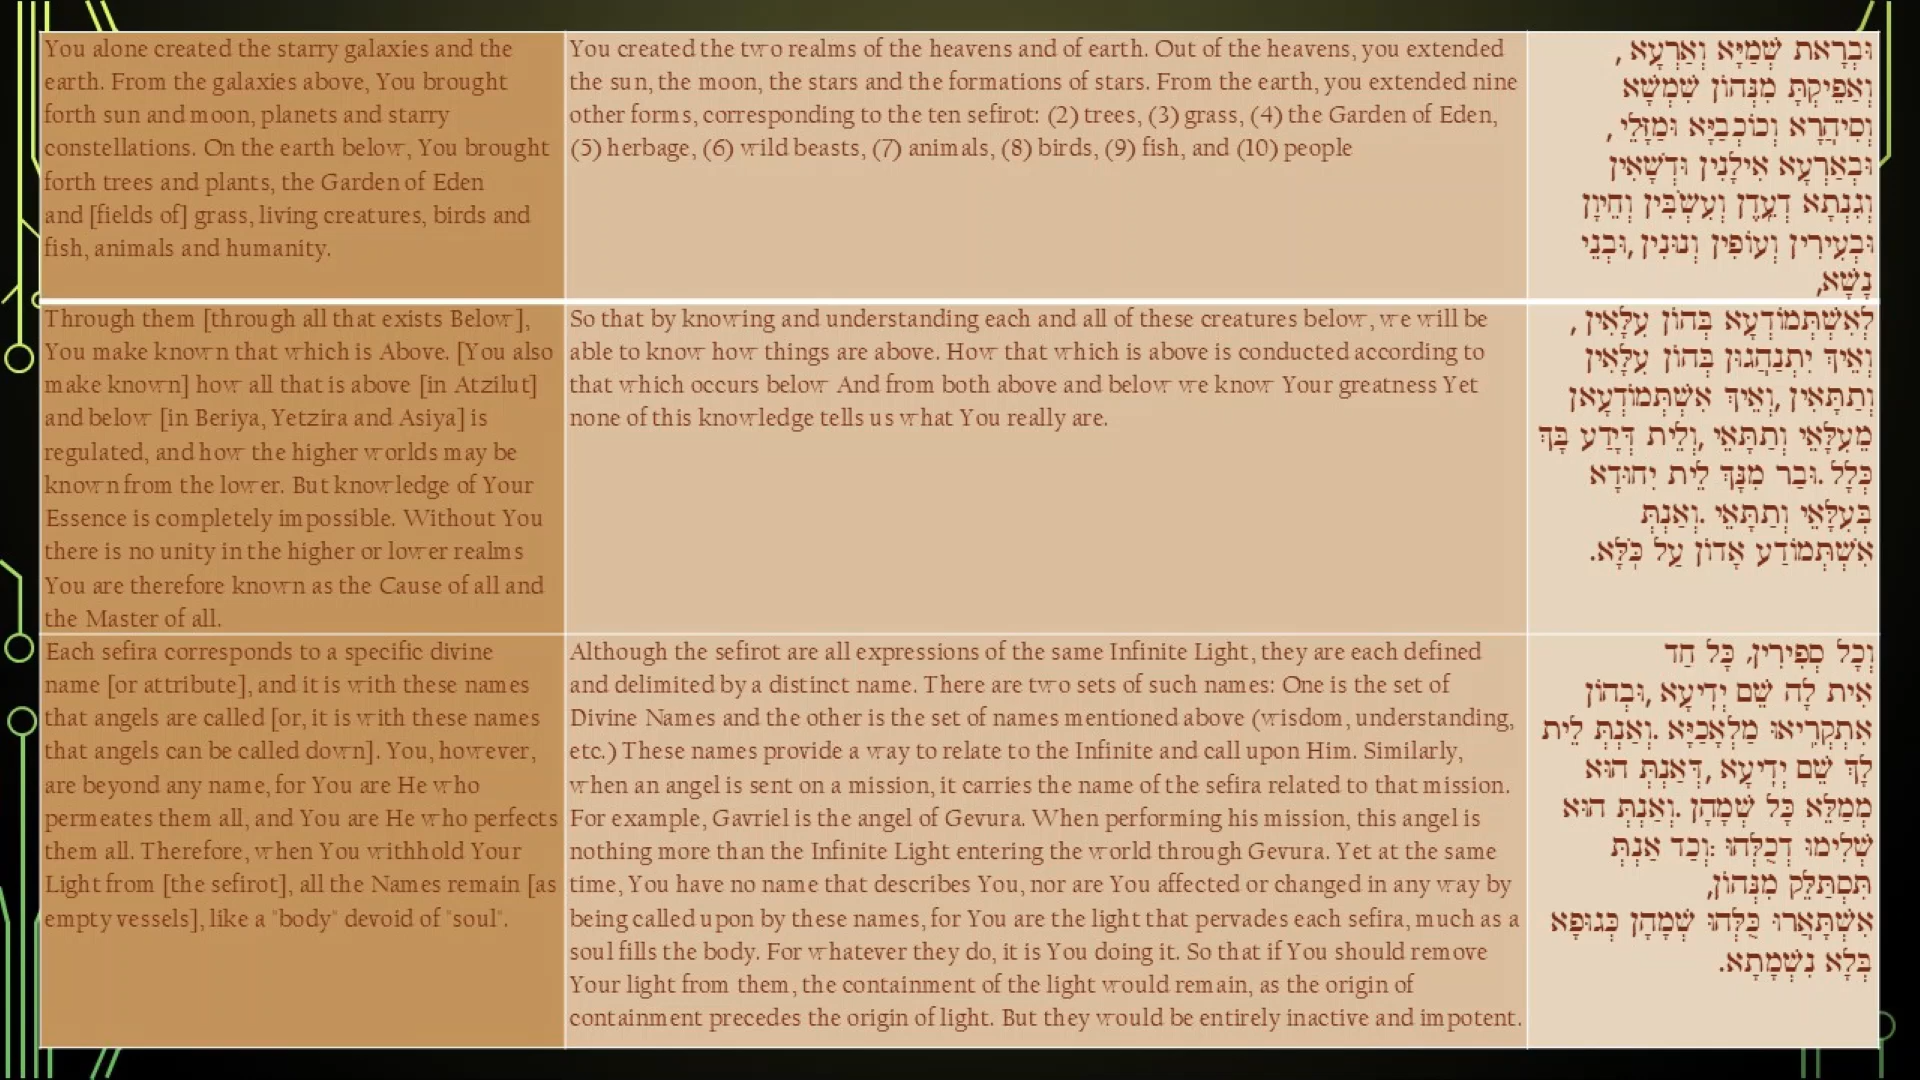 You alone created the starry galaxies and the
earth. From the galaxies above, You brought
forth sun and moon, planets and starry
constellations. On the earth below, You brought
forth trees and plants, the Garden of Eden
and [fields of] grass, living creatures, birds and
fish, animals and humanity.
You created the two realms of the heavens and of earth. Out of the heavens, you extended
the sun, the moon, the stars and the formations of stars. From the earth, you extended nine
other forms, corresponding to the ten sefirot: (2) trees, (3) grass, (4) the Garden of Eden,
(5) herbage, (6) wild beasts, (7) animals, (8) birds, (9) fish, and (10) people
וּבְרָאת שְׁמַיָּא וְאַרְעָא ,
וְאַפֵּיקְתָּ מִנְּהוֹן שִׁמְשָׁא
וְסִיהֲרָא וְכוֹכְבַיָּא וּמַזָּלֵי ,
וּבְאַרְעָא אִילָנִין וּדְשָׁאִין
וְגִנְתָא דְעֵדֶן וְעִשְׂבִּין וְחֵיוָן
וּבְעִירִין וְעוֹפִין וְנוּנִין ,וּבְנֵי
נָשָׁא,
Through them [through all that exists Below],
You make known that which is Above. [You also
make known] how all that is above [in Atzilut]
and below [in Beriya, Yetzira and Asiya] is
regulated, and how the higher worlds may be
known from the lower. But knowledge of Your
Essence is completely impossible. Without You
there is no unity in the higher or lower realms
You are therefore known as the Cause of all and
the Master of all.
So that by knowing and understanding each and all of these creatures below, we will be
able to know how things are above. How that which is above is conducted according to
that which occurs below And from both above and below we know Your greatness Yet
none of this knowledge tells us what You really are.
לְאִשְׁתְּמוֹדְעָא בְּהוֹן עִלָּאִין ,
וְאֵיךְ יִתְנַהֲגוּן בְּהוֹן עִלָּאִין
וְתַתָּאִין ,וְאֵיךְ אִשְׁתְּמוֹדְעָאן
מֵעִלָּאֵי וְתַתָּאֵי ,וְלֵית דְּיָדַע בָּךְ
כְּלָל .וּבַר מִנָּךְ לֵית יִחוּדָא
בְּעִלָּאֵי וְתַתָּאֵי .וְאַנְתְּ
אִשְׁתְּמוֹדַע אָדוֹן עַל כֹּלָּא.
Each sefira corresponds to a specific divine
name [or attribute], and it is with these names
that angels are called [or, it is with these names
that angels can be called down]. You, however,
are beyond any name, for You are He who
permeates them all, and You are He who perfects
them all. Therefore, when You withhold Your
Light from [the sefirot], all the Names remain [as
empty vessels], like a "body" devoid of "soul".
Although the sefirot are all expressions of the same Infinite Light, they are each defined
and delimited by a distinct name. There are two sets of such names: One is the set of
Divine Names and the other is the set of names mentioned above (wisdom, understanding,
etc.) These names provide a way to relate to the Infinite and call upon Him. Similarly,
when an angel is sent on a mission, it carries the name of the sefira related to that mission.
For example, Gavriel is the angel of Gevura. When performing his mission, this angel is
nothing more than the Infinite Light entering the world through Gevura. Yet at the same
time, You have no name that describes You, nor are You affected or changed in any way by
being called upon by these names, for You are the light that pervades each sefira, much as a
soul fills the body. For whatever they do, it is You doing it. So that if You should remove
Your light from them, the containment of the light would remain, as the origin of
containment precedes the origin of light. But they would be entirely inactive and impotent.
וְכָל סְפִירִין, כָּל חַד
אִית לָהּ שֵׁם יְדִיעָא ,וּבְהוֹן
אִתְקְרִיאוּ מַלְאֲכַיָּא .וְאַנְתְּ לֵית
לָךְ שֵׁם יְדִיעָא ,דְּאַנְתְּ הוּא
מְמַלֵּא כָּל שְׁמָהָן .וְאַנְתְּ הוּא
שְׁלִימוּ דְּכֻלְּהוּ :וְכַד אַנְתְּ
תִּסְתַּלֵּק מִנְּהוֹן,
אִשְׁתָּאֲרוּ כֻּלְּהוּ שְׁמָהָן כְּגוּפָא
בְּלָא נִשְׁמָתָא.